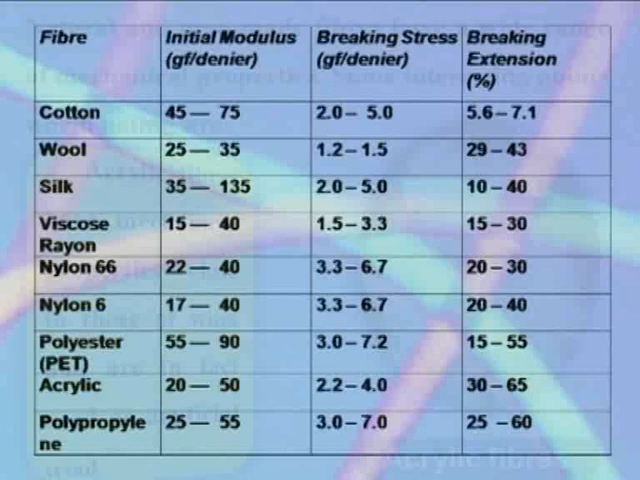 Fibre Initial Modulus (gf/denier) Breaking Stress (gf/denier) Breaking Extension (%)
Cotton 45 — 75 2.0 – 5.0 5.6 – 7.1
Wool 25 — 35 1.2 – 1.5 29 – 43
Silk 35 — 135 2.0 – 5.0 10 – 40
Viscose Rayon 15 — 40 1.5 – 3.3 15 – 30
Nylon 66 22 — 40 3.3 – 6.7 20 – 30
Nylon 6 17 — 40 3.3 – 6.7 20 – 40
Polyester (PET) 55 — 90 3.0 – 7.2 15 – 55
Acrylic 20 — 50 2.2 – 4.0 30 – 65
Polypropylene 25 — 55 3.0 – 7.0 25 – 60